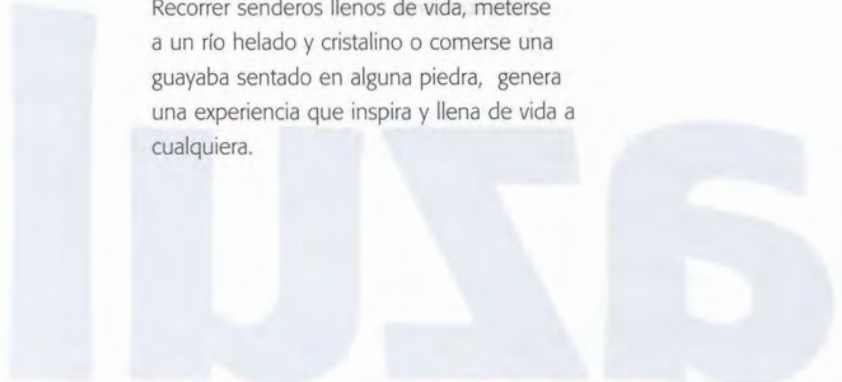 Recorrer senderos llenos de vida, meterse
a un río helado y cristalino o comerse una
guayaba sentado en alguna piedra, genera
una experiencia que inspira y llena de vida a
cualquiera.
azul